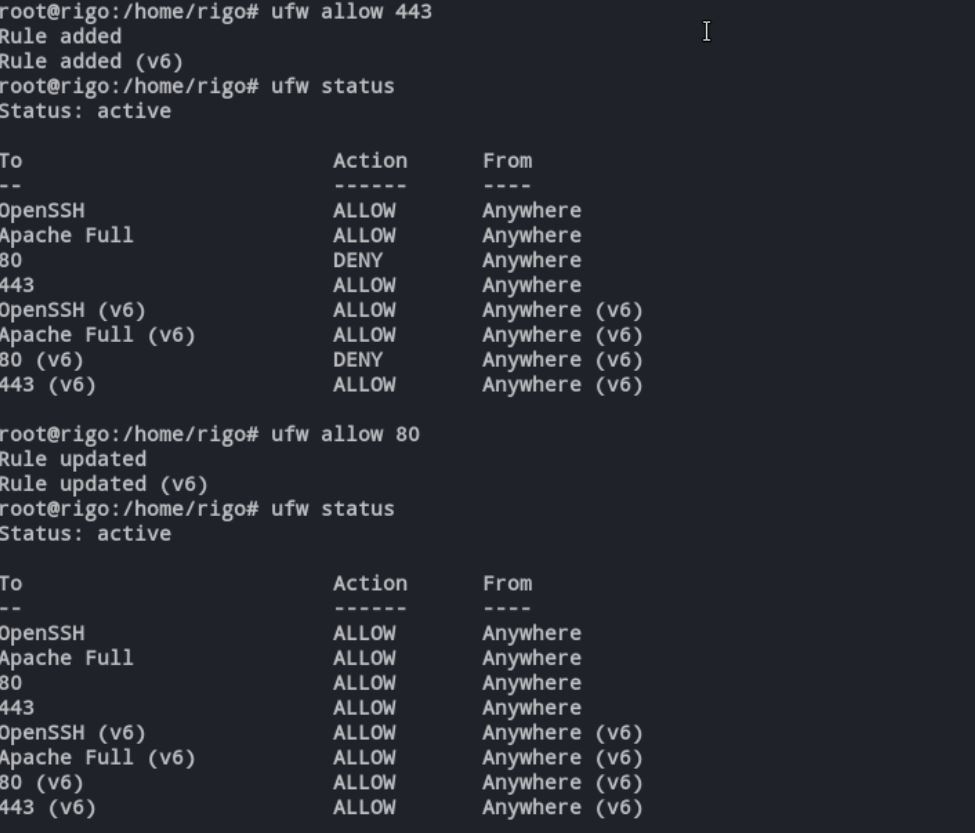 root@rigo:/home/rigo# ufw allow 443
Rule added
Rule added (v6)
root@rigo:/home/rigo# ufw status
Status: active
To                         Action      From
--                         ------      ----
OpenSSH                    ALLOW       Anywhere
Apache Full                ALLOW       Anywhere
80                         DENY        Anywhere
443                        ALLOW       Anywhere
OpenSSH (v6)               ALLOW       Anywhere (v6)
Apache Full (v6)           ALLOW       Anywhere (v6)
80 (v6)                    DENY        Anywhere (v6)
443 (v6)                   ALLOW       Anywhere (v6)
root@rigo:/home/rigo# ufw allow 80
Rule updated
Rule updated (v6)
root@rigo:/home/rigo# ufw status
Status: active
To                         Action      From
--                         ------      ----
OpenSSH                    ALLOW       Anywhere
Apache Full                ALLOW       Anywhere
80                         ALLOW       Anywhere
443                        ALLOW       Anywhere
OpenSSH (v6)               ALLOW       Anywhere (v6)
Apache Full (v6)           ALLOW       Anywhere (v6)
80 (v6)                    ALLOW       Anywhere (v6)
443 (v6)                   ALLOW       Anywhere (v6)